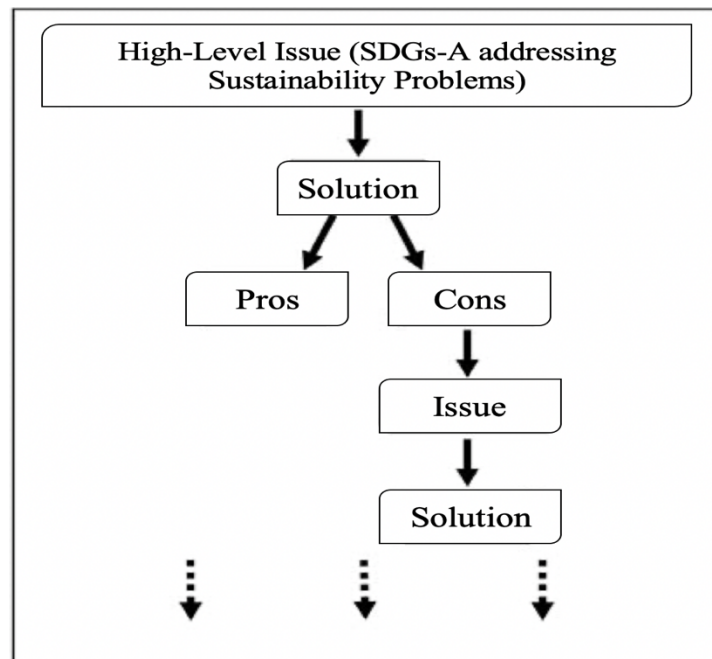 High-Level Issue (SDGs-A addressing
Sustainability Problems)
Solution
Pros
Cons
Issue
Solution